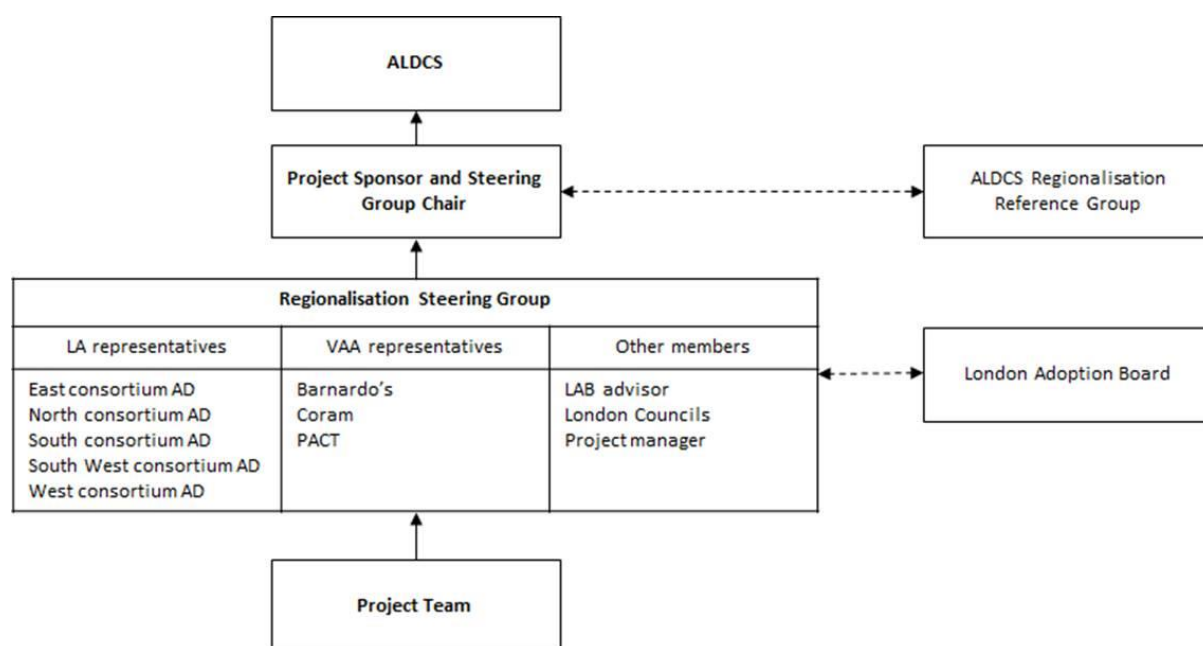 ALDCS
Project Sponsor and Steering
Group Chair
ALDCS Regionalisation
Reference Group
Regionalisation Steering Group
LA representatives
VAA representatives
Other members
East consortium AD
North consortium AD
South consortium AD
South West consortium AD
West consortium AD
Barnardo's
Coram
PACT
LAB advisor
London Councils
Project manager
London Adoption Board
Project Team